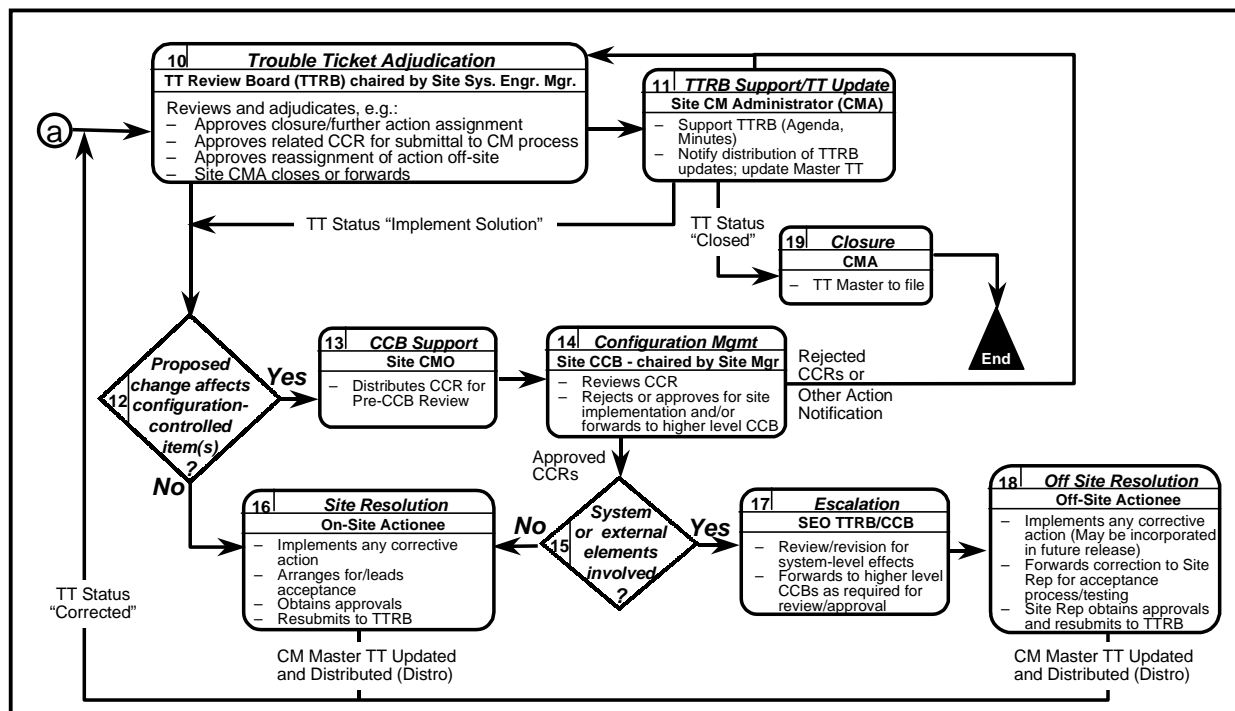 10 Trouble Ticket Adjudication
TT Review Board (TTRB) chaired by Site Sys. Engr. Mgr.
Reviews and adjudicates, e.g.:
– Approves closure/further action assignment
– Approves related CCR for submittal to CM process
– Approves reassignment of action off-site
– Site CMA closes or forwards
a
11 TTRB Support/TT Update
Site CM Administrator (CMA)
– Support TTRB (Agenda,
Minutes)
– Notify distribution of TTRB
updates; update Master TT
TT Status “Implement Solution”
TT Status
“Closed”
19 Closure
CMA
– TT Master to file
End
12
Proposed
change affects
configuration-
controlled
item(s)
?
Yes
No
13 CCB Support
Site CMO
– Distributes CCR for
Pre-CCB Review
14 Configuration Mgmt
Site CCB - chaired by Site Mgr
– Reviews CCR
– Rejects or approves for site
implementation and/or
forwards to higher level CCB
Rejected
CCRs or
Other Action
Notification
Approved
CCRs
15
System
or external
elements
involved
?
No
Yes
16 Site Resolution
On-Site Actionee
– Implements any corrective
action
– Arranges for/leads
acceptance
– Obtains approvals
– Resubmits to TTRB
17 Escalation
SEO TTRB/CCB
– Review/revision for
system-level effects
– Forwards to higher level
CCBs as required for
review/approval
18 Off Site Resolution
Off-Site Actionee
– Implements any corrective
action (May be incorporated
in future release)
– Forwards correction to Site
Rep for acceptance
process/testing
– Site Rep obtains approvals
and resubmits to TTRB
TT Status
“Corrected”
CM Master TT Updated
and Distributed (Distro)
CM Master TT Updated
and Distributed (Distro)